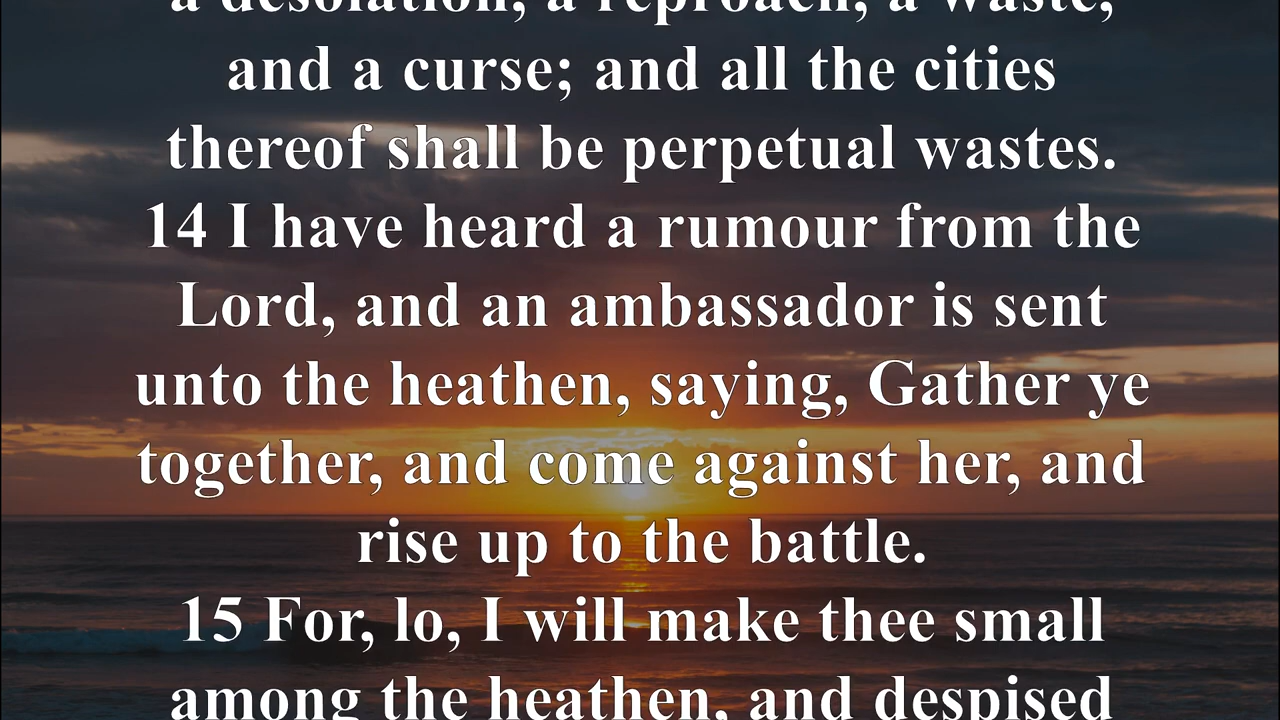 a desolation, a reproach, a waste,
and a curse; and all the cities
thereof shall be perpetual wastes.
14 I have heard a rumour from the
Lord, and an ambassador is sent
unto the heathen, saying, Gather ye
together, and come against her, and
rise up to the battle.
15 For, lo, I will make thee small
among the heathen, and despised